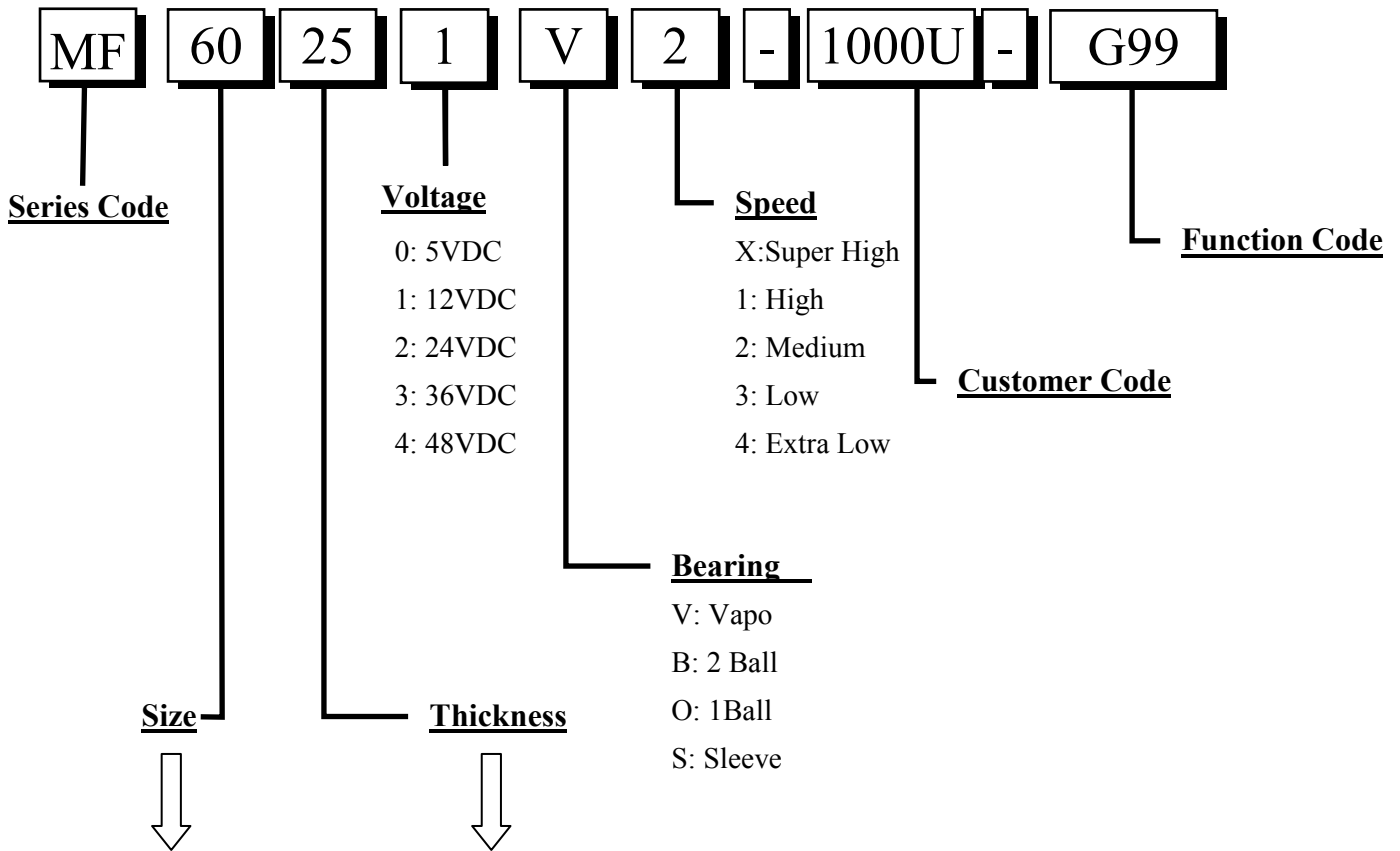 MF 60 25 1 V 2 - 1000U - G99
Series Code
Voltage
0: 5VDC
1: 12VDC
2: 24VDC
3: 36VDC
4: 48VDC
Speed
X:Super High
1: High
2: Medium
3: Low
4: Extra Low
Function Code
Customer Code
Bearing
V: Vapo
B: 2 Ball
O: 1Ball
S: Sleeve
Size
Thickness